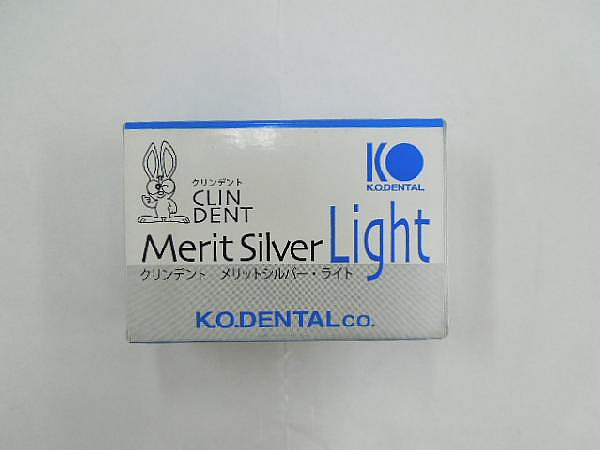 KO
K.O.DENTAL
クリンデント
CLIN
DENT
Merit Silver Light
クリンデント メリットシルバー・ライト
K.O.DENTAL CO.